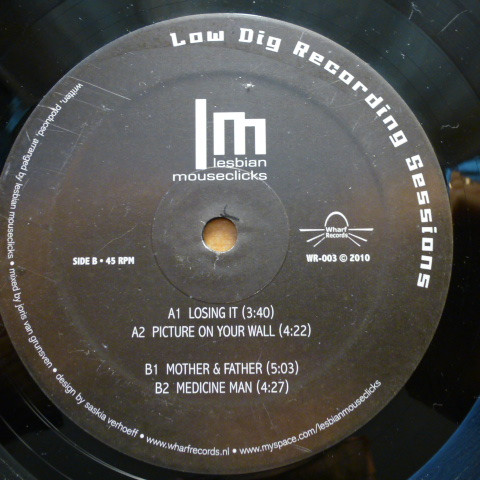 Low Dig Recording Sessions
lm
lesbian
mouseclicks
Wharf
Records
SIDE B • 45 RPM
WR-003 © 2010
A1 LOSING IT (3:40)
A2 PICTURE ON YOUR WALL (4:22)
B1 MOTHER & FATHER (5:03)
B2 MEDICINE MAN (4:27)
written, produced, arranged by lesbian mouseclicks • mixed by joris van grunsven • design by saskia verhoeff • www.wharfrecords.nl • www.myspace.com/lesbianmouseclicks